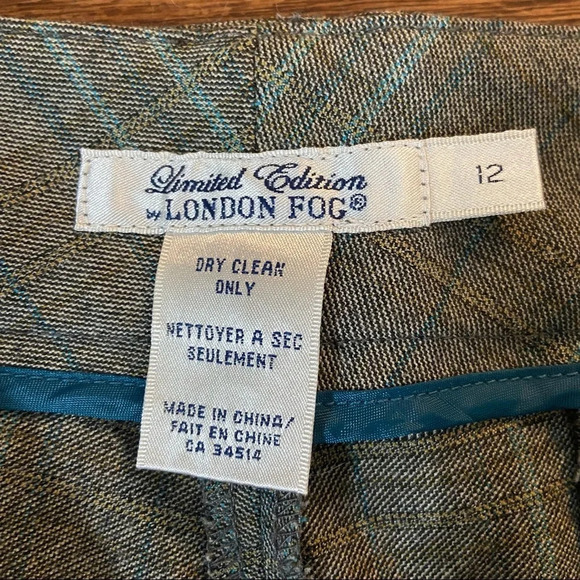 Limited Edition
by LONDON FOG®
12
DRY CLEAN
ONLY
NETTOYER A SEC
SEULEMENT
MADE IN CHINA/
FAIT EN CHINE
CA 34514